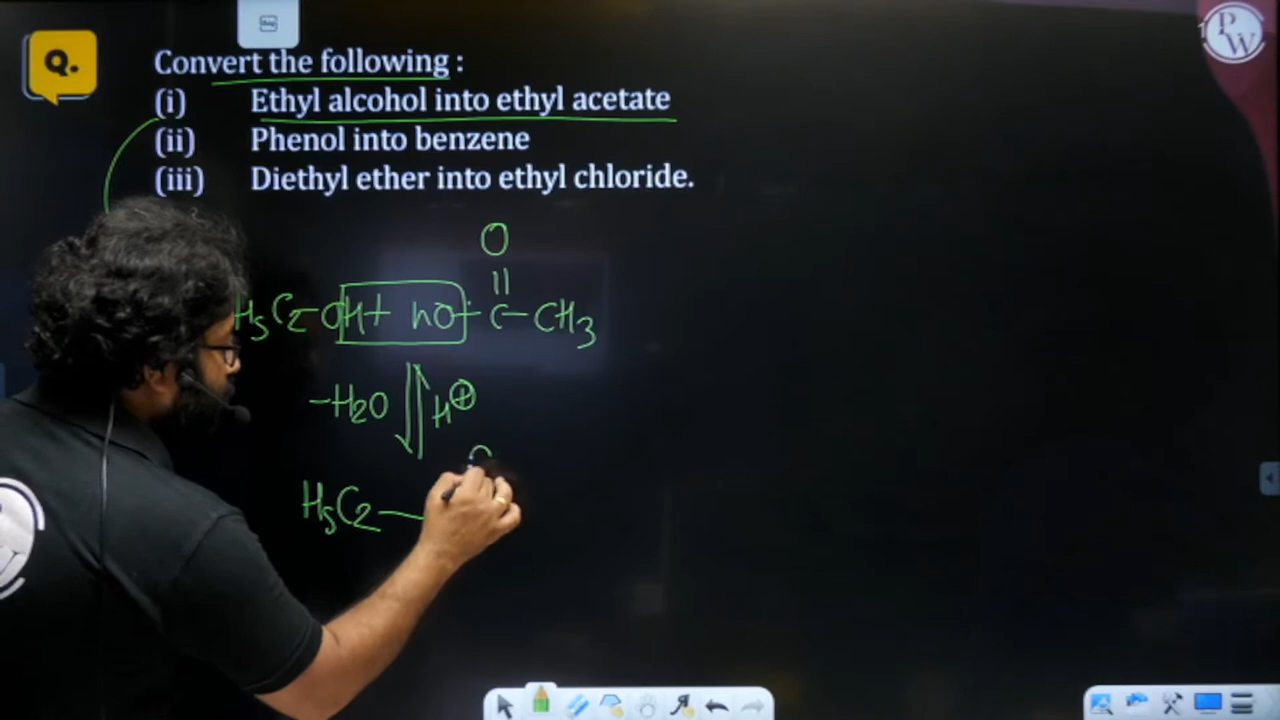 Q.
Convert the following :
(i) Ethyl alcohol into ethyl acetate
(ii) Phenol into benzene
(iii) Diethyl ether into ethyl chloride.
PW
O
||
H5C2-OH + HO-C-CH3
-H2O H+
H5C2-